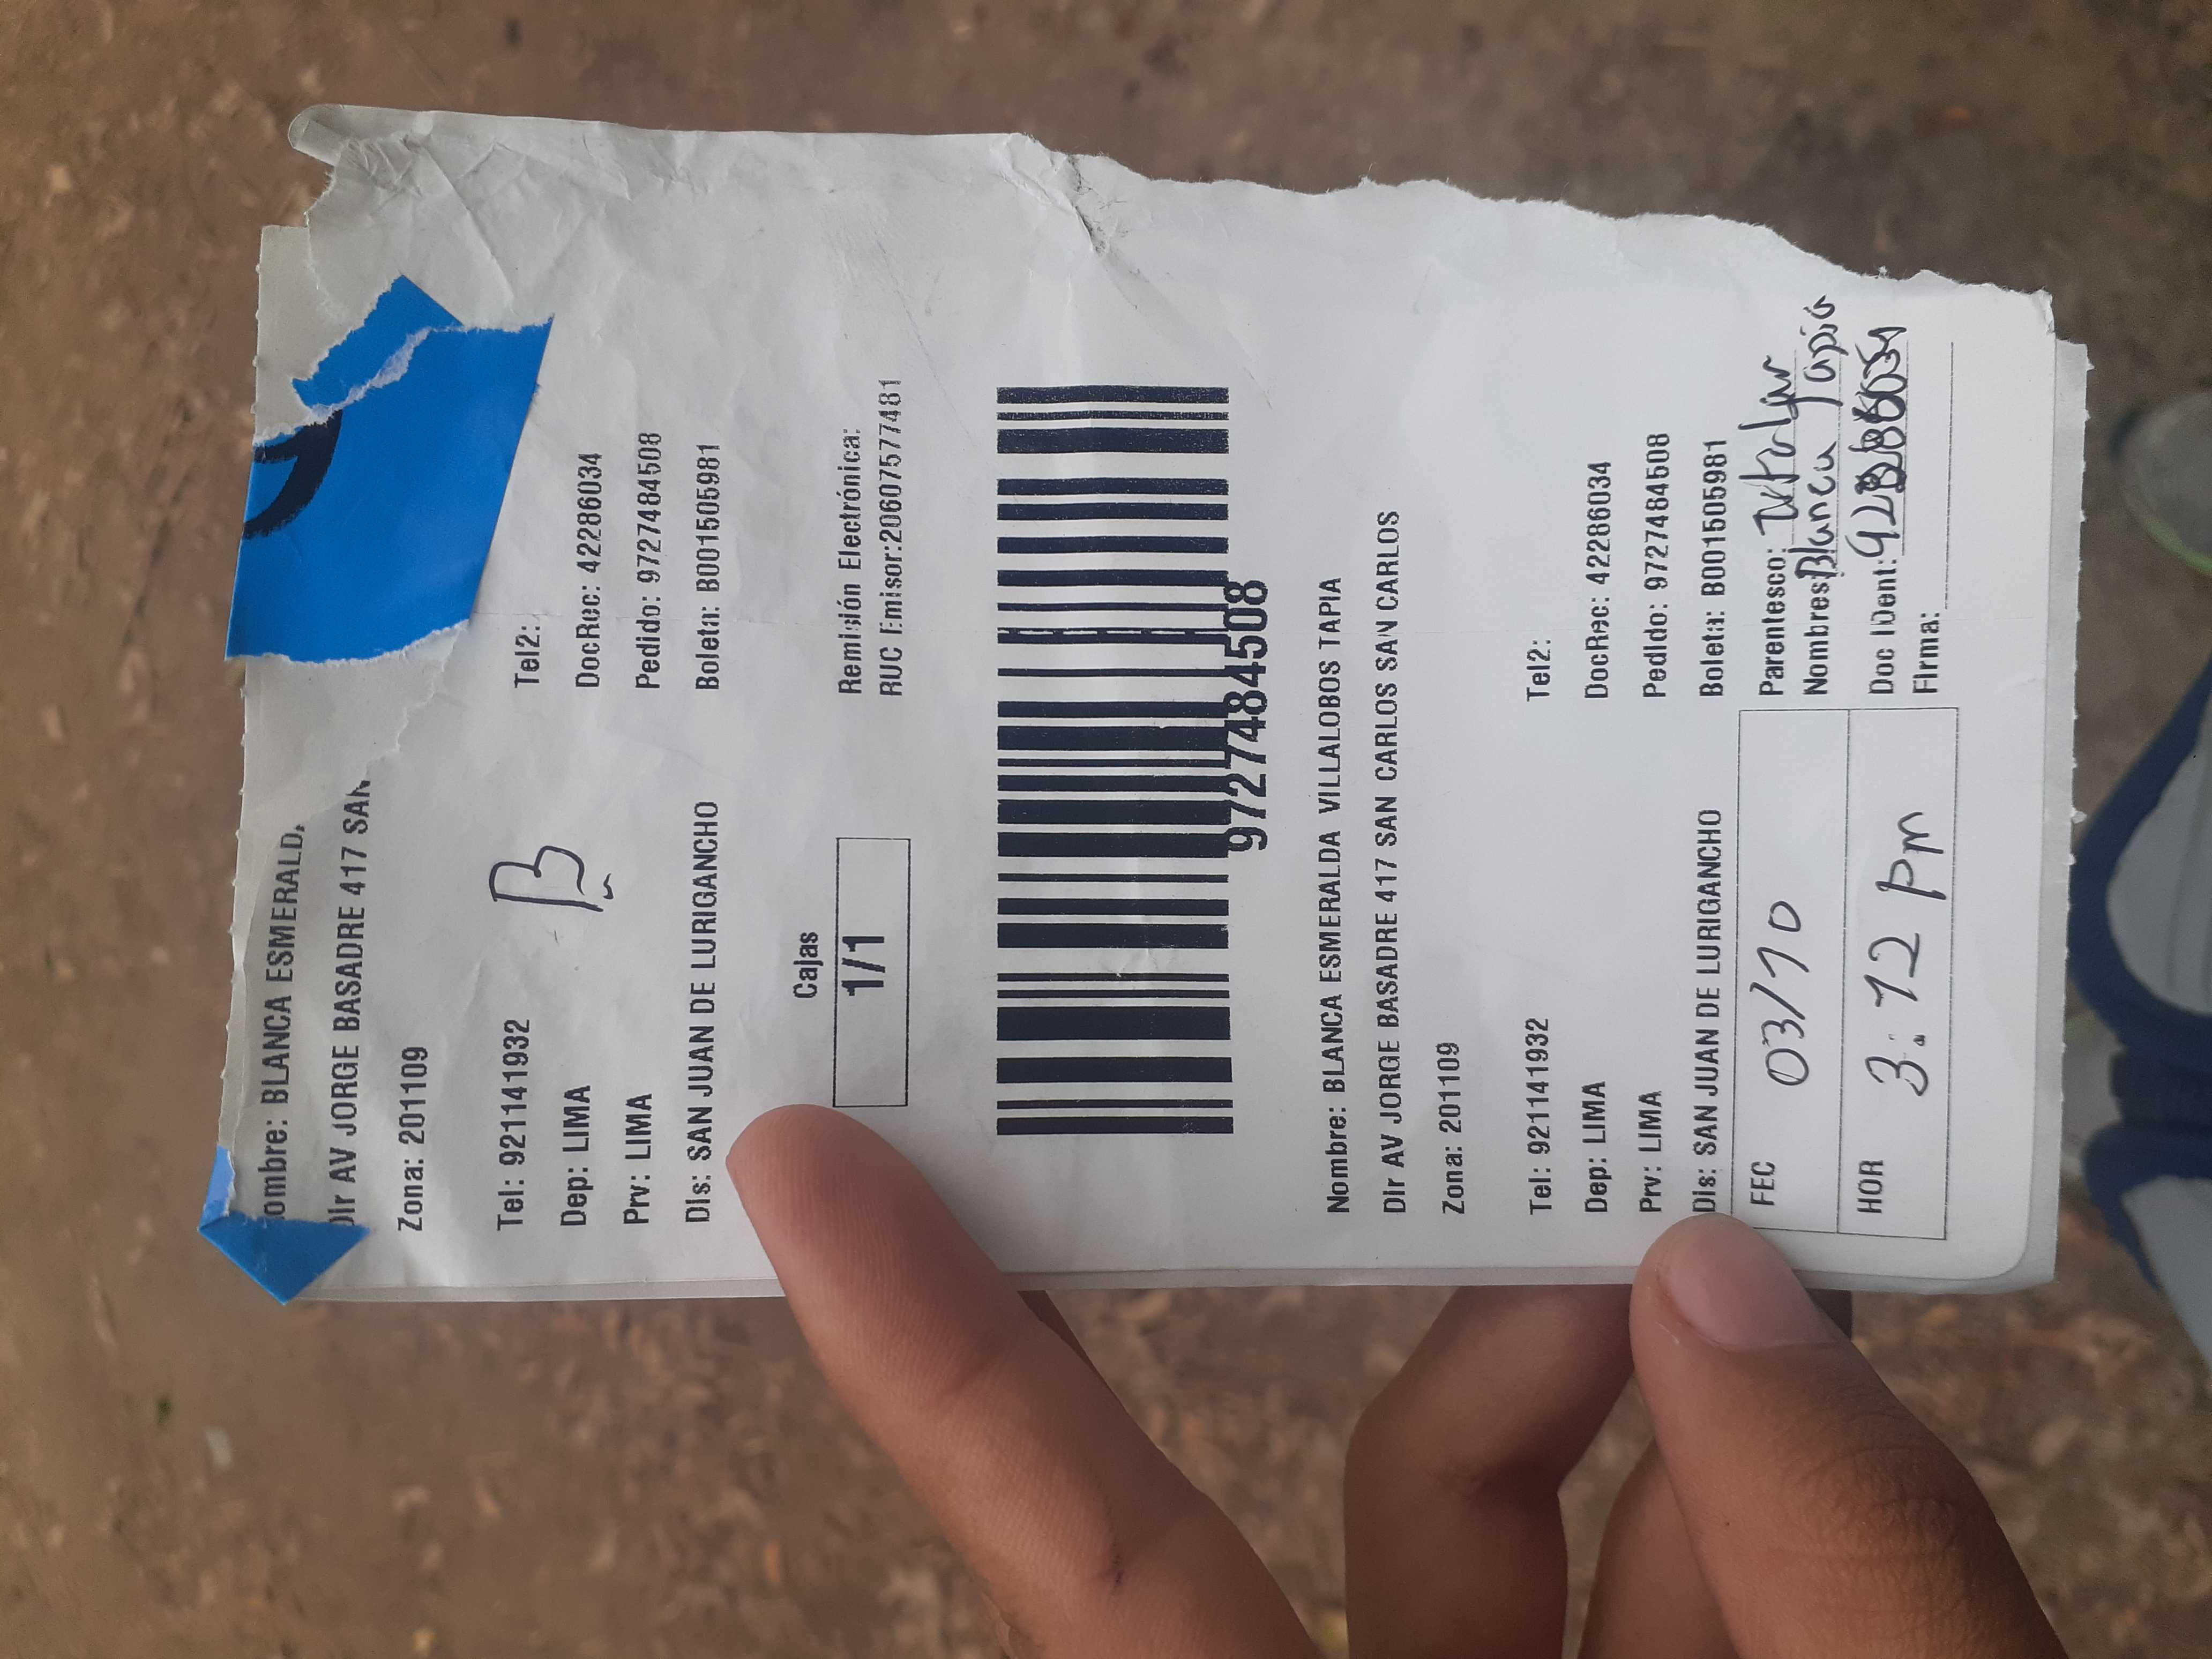 ombre: BLANCA ESMERALDA
Dir AV JORGE BASADRE 417 SAN
Zona: 201109
Tel: 921141932 Tel2:
Dep: LIMA DocRec: 42286034
Prv: LIMA Pedido: 9727484508
Dis: SAN JUAN DE LURIGANCHO Boleta: B001505981
Cajas
1/1
Remisión Electrónica:
RUC Emisor:20607577481
9727484508
Nombre: BLANCA ESMERALDA VILLALOBOS TAPIA
Dir AV JORGE BASADRE 417 SAN CARLOS SAN CARLOS
Zona: 201109
Tel: 921141932 Tel2:
Dep: LIMA DocRec: 42286034
Prv: LIMA Pedido: 9727484508
Dis: SAN JUAN DE LURIGANCHO Boleta: B001505981
FEC 03/10 Parentesco: Titular
Nombres: Blanca Tapia
HOR 3:12 Pm Doc IDent:
Firma: